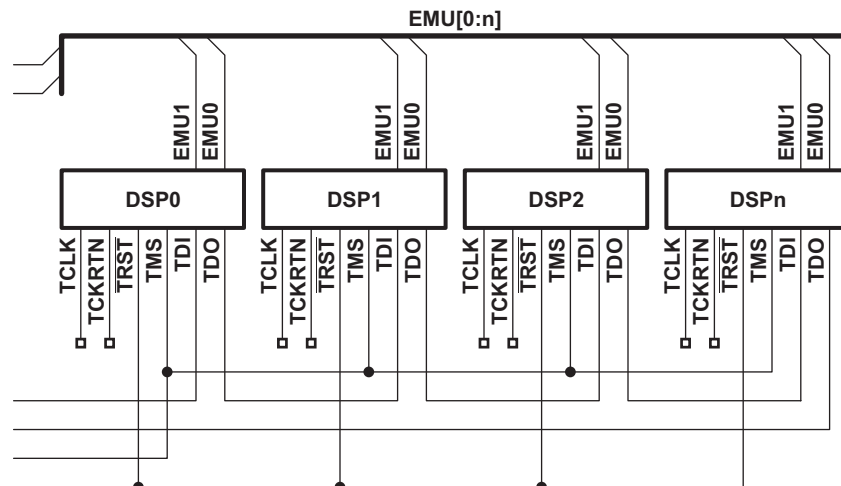 EMU[0:n]
EMU1
EMU0
EMU1
EMU0
EMU1
EMU0
EMU1
EMU0
DSP0
DSP1
DSP2
DSPn
TCLK
TCKRTN
TRST
TMS
TDI
TDO
TCLK
TCKRTN
TRST
TMS
TDI
TDO
TCLK
TCKRTN
TRST
TMS
TDI
TDO
TCLK
TCKRTN
TRST
TMS
TDI
TDO